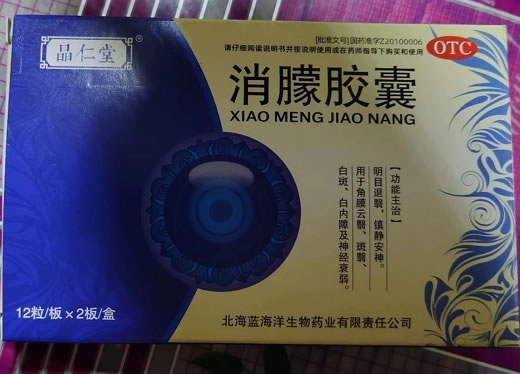 品仁堂
[批准文号]国药准字Z20100006
请仔细阅读说明书并按说明使用或在药师指导下购买和使用
OTC
消朦胶囊
XIAO MENG JIAO NANG
【功能主治】
明目退翳，镇静安神。
用于角膜云翳、斑翳、
白斑、白内障及神经衰弱。
12粒/板×2板/盒
北海蓝海洋生物药业有限责任公司